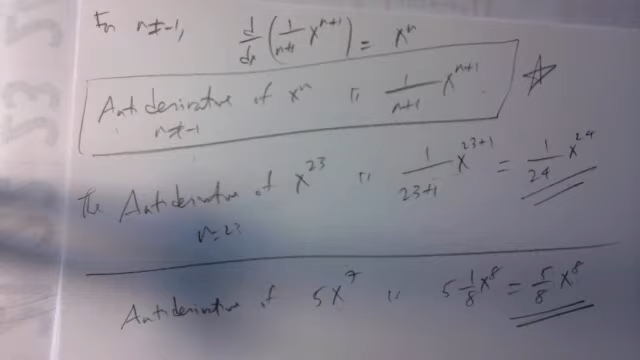 For n≠-1, d/dx (1/(n+1) x^(n+1)) = x^n
Antiderivative of x^n is 1/(n+1) x^(n+1) ☆
n≠-1
The Antiderivative of x^23 is 1/(23+1) x^(23+1) = 1/24 x^24
n=23
Antiderivative of 5x^7 is 5 1/8 x^8 = 5/8 x^8